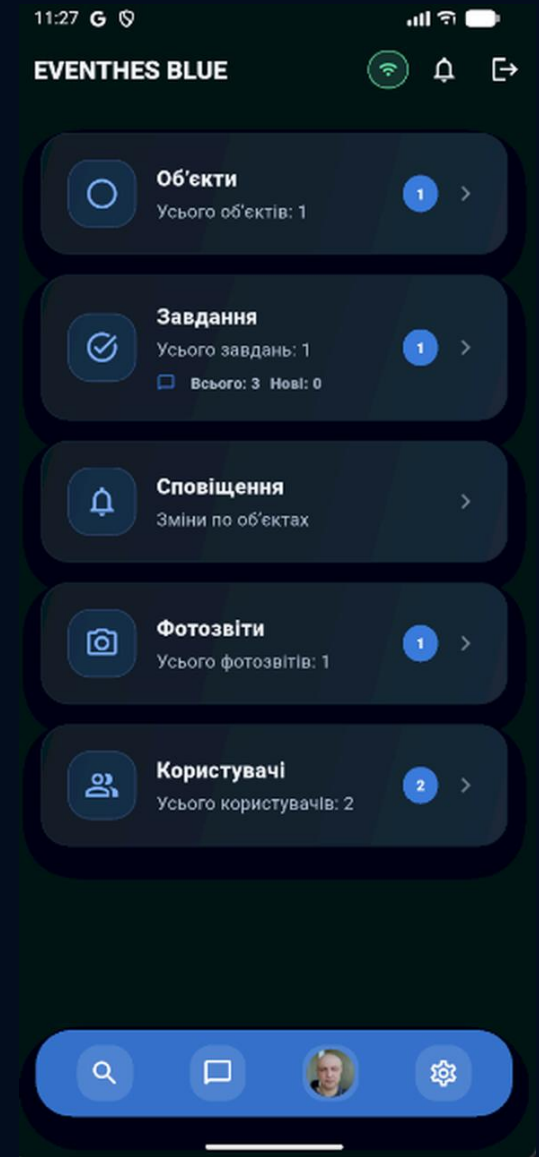 11:27 G
EVENTHES BLUE
Об'єкти
Усього об'єктів: 1
1
Завдання
Усього завдань: 1
1
Всього: 3 Нові: 0
Сповіщення
Зміни по об'єктах
Фотозвіти
Усього фотозвітів: 1
1
Користувачі
Усього користувачів: 2
2